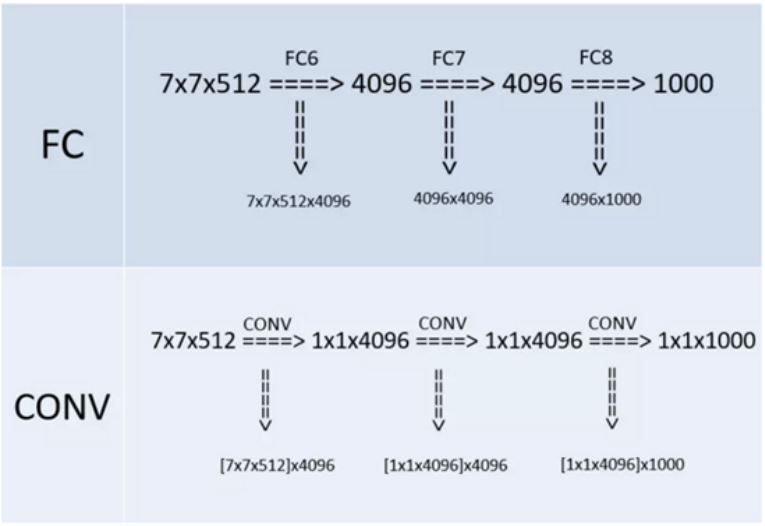 FC
FC6 FC7 FC8
7x7x512 ====> 4096 ====> 4096 ====> 1000
7x7x512x4096 4096x4096 4096x1000
CONV
CONV CONV CONV
7x7x512 ====> 1x1x4096 ====> 1x1x4096 ====> 1x1x1000
[7x7x512]x4096 [1x1x4096]x4096 [1x1x4096]x1000